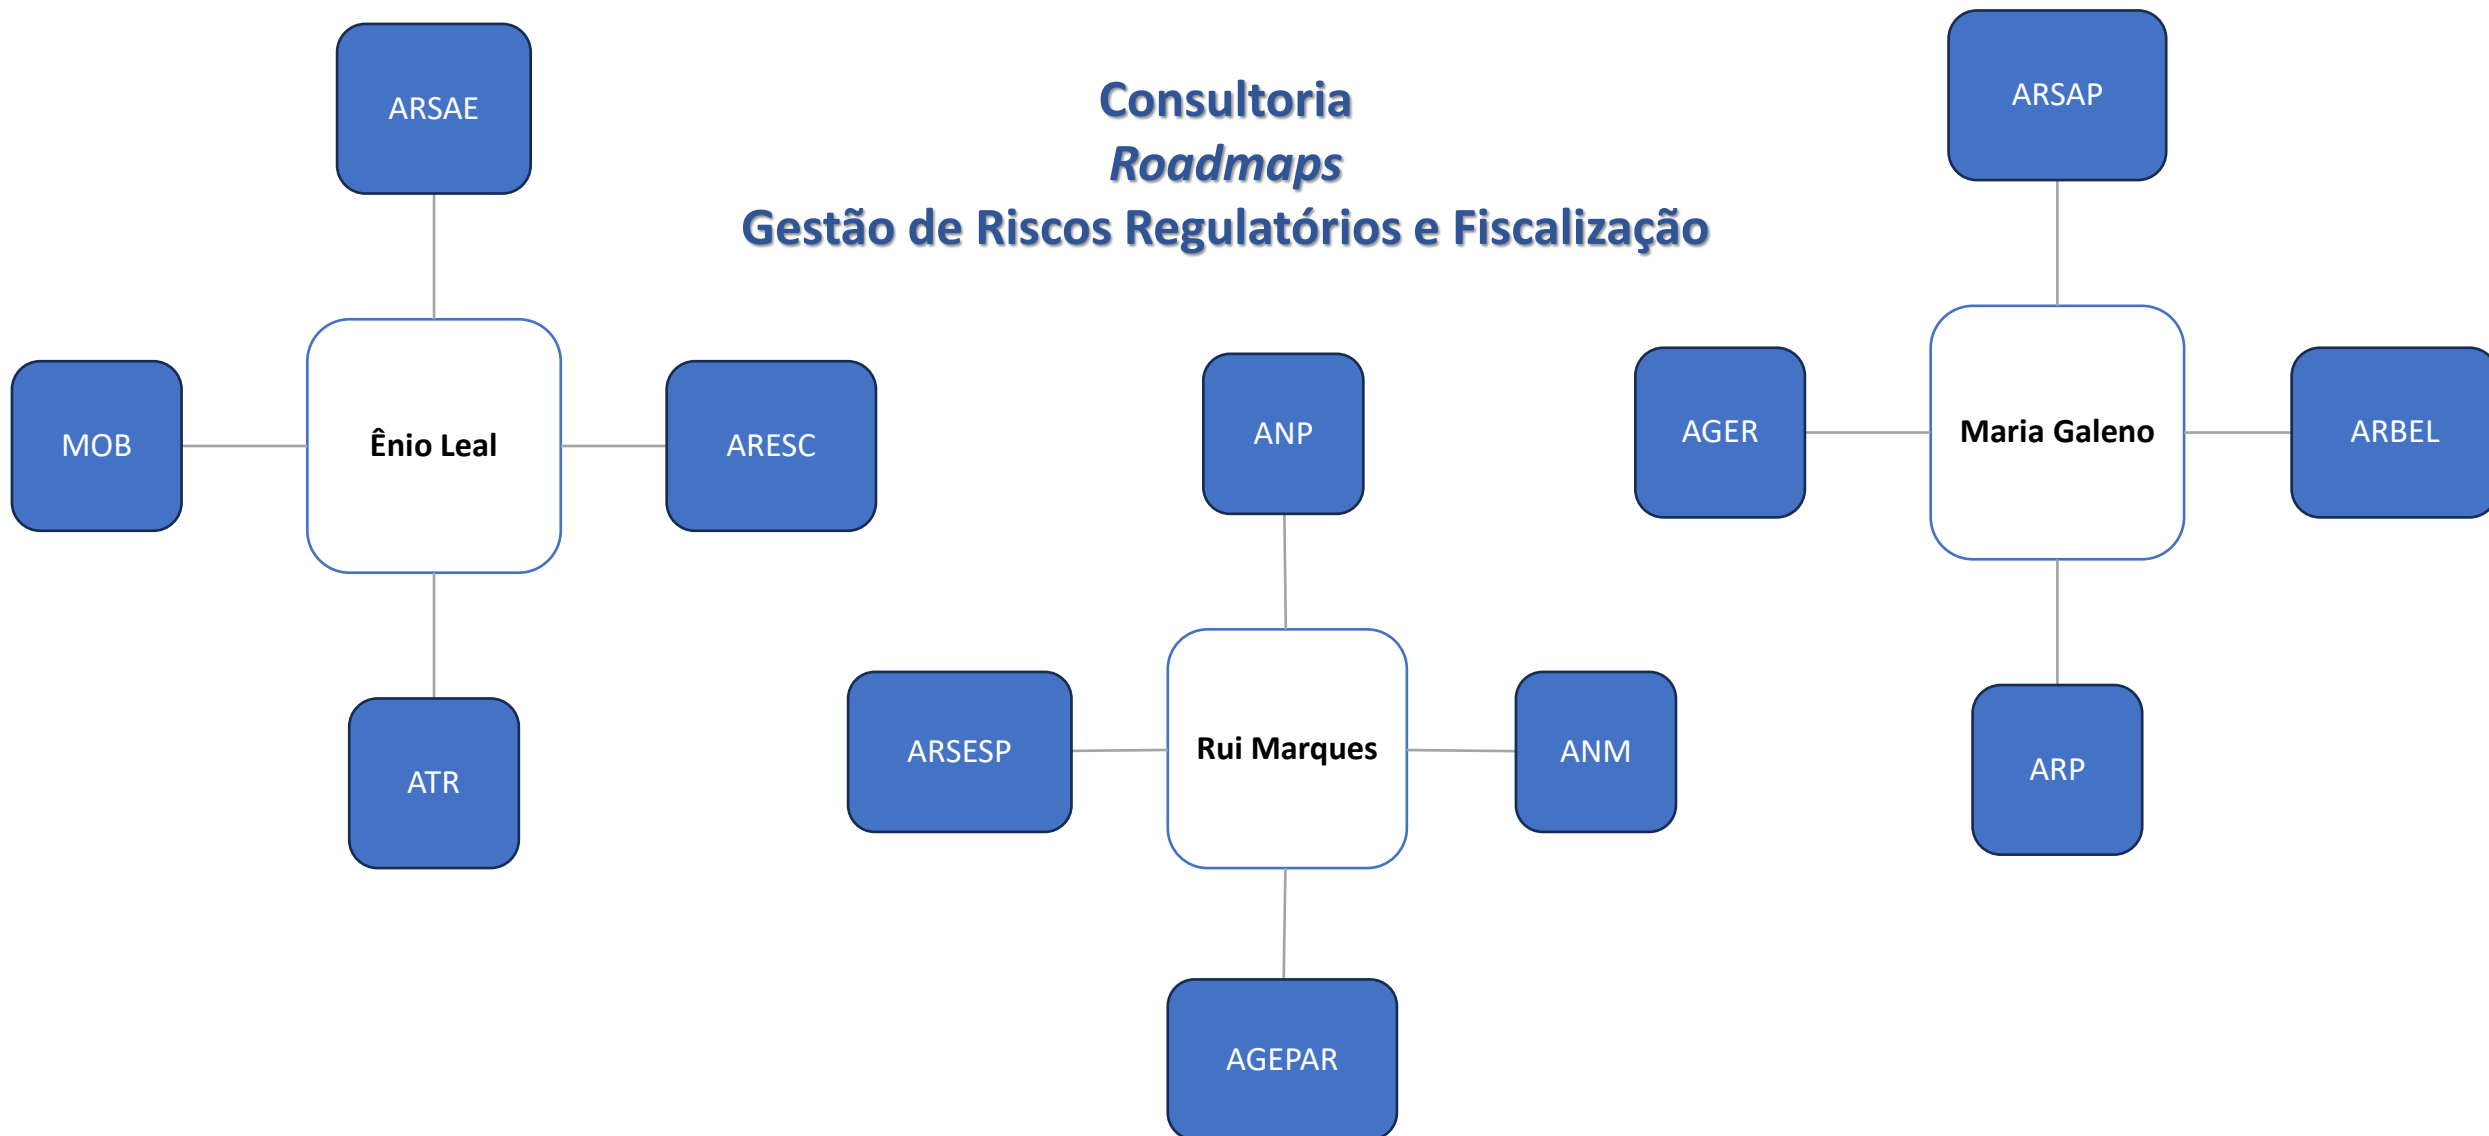 Consultoria
Roadmaps
Gestão de Riscos Regulatórios e Fiscalização
ARSAE
MOB
Ênio Leal
ARESC
ATR
ANP
ARSESP
Rui Marques
ANM
AGEPAR
ARSAP
AGER
Maria Galeno
ARBEL
ARP